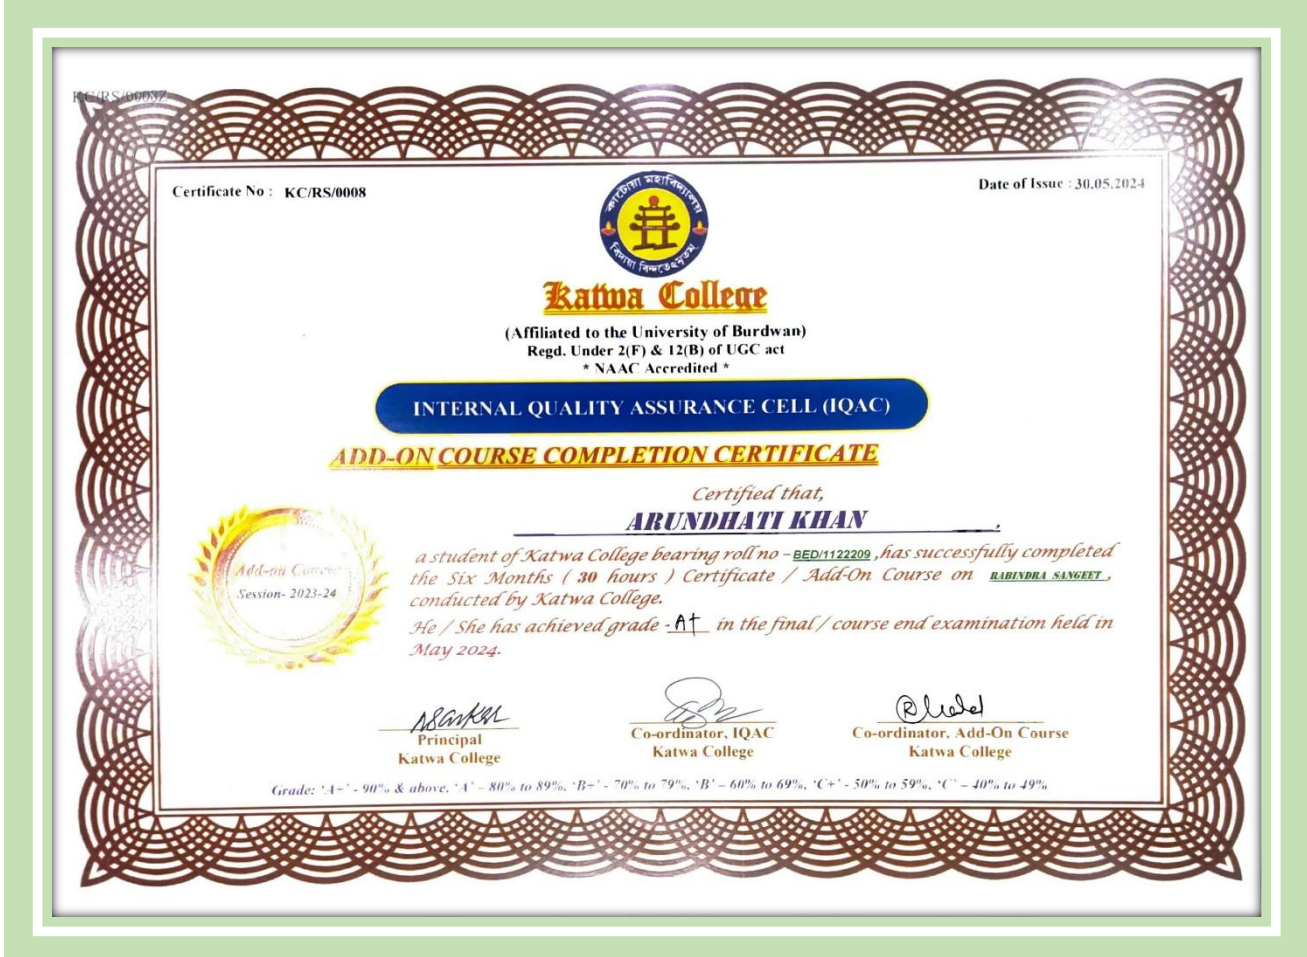 KC/RS/0003Z
Certificate No : KC/RS/0008
Date of Issue : 30.05.2024
কাটোয়া মহাবিদ্যালয়
Katwa College
(Affiliated to the University of Burdwan)
Regd. Under 2(F) & 12(B) of UGC act
* NAAC Accredited *
INTERNAL QUALITY ASSURANCE CELL (IQAC)
ADD-ON COURSE COMPLETION CERTIFICATE
Certified that,
ARUNDHATI KHAN ,
a student of Katwa College bearing roll no - BED/1122209 , has successfully completed
the Six Months ( 30 hours ) Certificate / Add-On Course on RABINDRA SANGEET ,
conducted by Katwa College.
He / She has achieved grade - A+ in the final / course end examination held in
May 2024.
Add-on Course
Session- 2023-24
Principal
Katwa College
Co-ordinator, IQAC
Katwa College
Co-ordinator, Add-On Course
Katwa College
Grade: 'A+' - 90% & above, 'A' – 80% to 89%, 'B+' - 70% to 79%, 'B' – 60% to 69%, 'C+' - 50% to 59%, 'C' – 40% to 49%